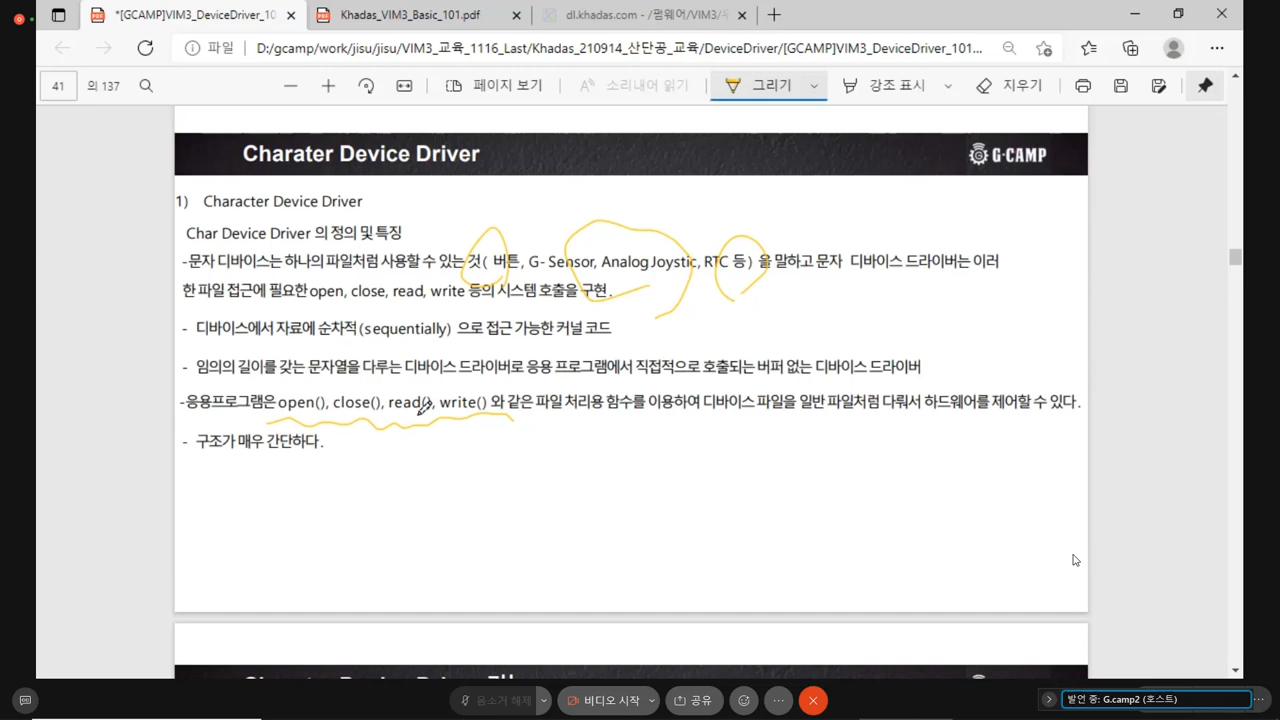 *[GCAMP]VIM3_DeviceDriver_10
Khadas_VIM3_Basic_101.pdf
dl.khadas.com - /펌웨어/VIM3/우
파일
D:/gcamp/work/jisu/jisu/VIM3_교육_1116_Last/Khadas_210914_산단공_교육/DeviceDriver/[GCAMP]VIM3_DeviceDriver_101...
41 의 137
페이지 보기
소리내어 읽기
그리기
강조 표시
지우기
Charater Device Driver
G·CAMP
1) Character Device Driver
Char Device Driver 의 정의 및 특징
-문자 디바이스는 하나의 파일처럼 사용할 수 있는 것( 버튼, G- Sensor, Analog Joystic, RTC 등) 을 말하고 문자 디바이스 드라이버는 이러
한 파일 접근에 필요한 open, close, read, write 등의 시스템 호출을 구현.
- 디바이스에서 자료에 순차적(sequentially) 으로 접근 가능한 커널 코드
- 임의의 길이를 갖는 문자열을 다루는 디바이스 드라이버로 응용 프로그램에서 직접적으로 호출되는 버퍼 없는 디바이스 드라이버
-응용프로그램은 open(), close(), read(), write() 와 같은 파일 처리용 함수를 이용하여 디바이스 파일을 일반 파일처럼 다뤄서 하드웨어를 제어할 수 있다.
- 구조가 매우 간단하다.
음소거 해제
비디오 시작
공유
발언 중: G.camp2 (호스트)